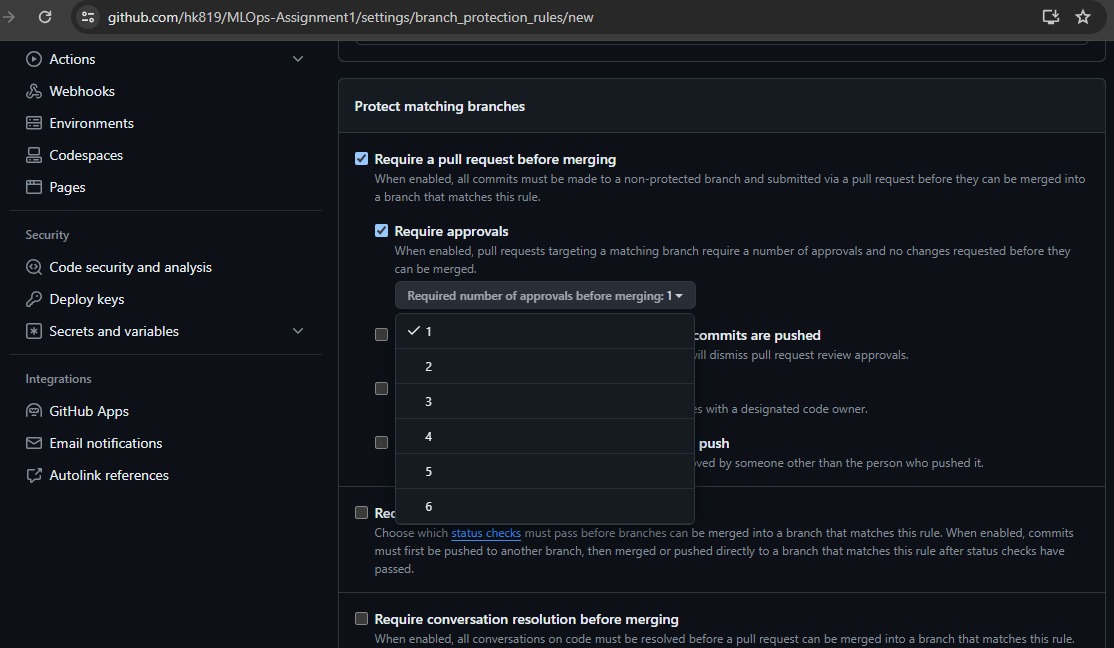 github.com/hk819/MLOps-Assignment1/settings/branch_protection_rules/new
Actions
Webhooks
Environments
Codespaces
Pages
Security
Code security and analysis
Deploy keys
Secrets and variables
Integrations
GitHub Apps
Email notifications
Autolink references
Protect matching branches
Require a pull request before merging
When enabled, all commits must be made to a non-protected branch and submitted via a pull request before they can be merged into
a branch that matches this rule.
Require approvals
When enabled, pull requests targeting a matching branch require a number of approvals and no changes requested before they
can be merged.
Required number of approvals before merging: 1
1
2
3
4
5
6
commits are pushed
will dismiss pull request review approvals.
with a designated code owner.
push
by someone other than the person who pushed it.
Choose which status checks must pass before branches can be merged into a branch that matches this rule. When enabled, commits
must first be pushed to another branch, then merged or pushed directly to a branch that matches this rule after status checks have
passed.
Require conversation resolution before merging
When enabled, all conversations on code must be resolved before a pull request can be merged into a branch that matches this rule.